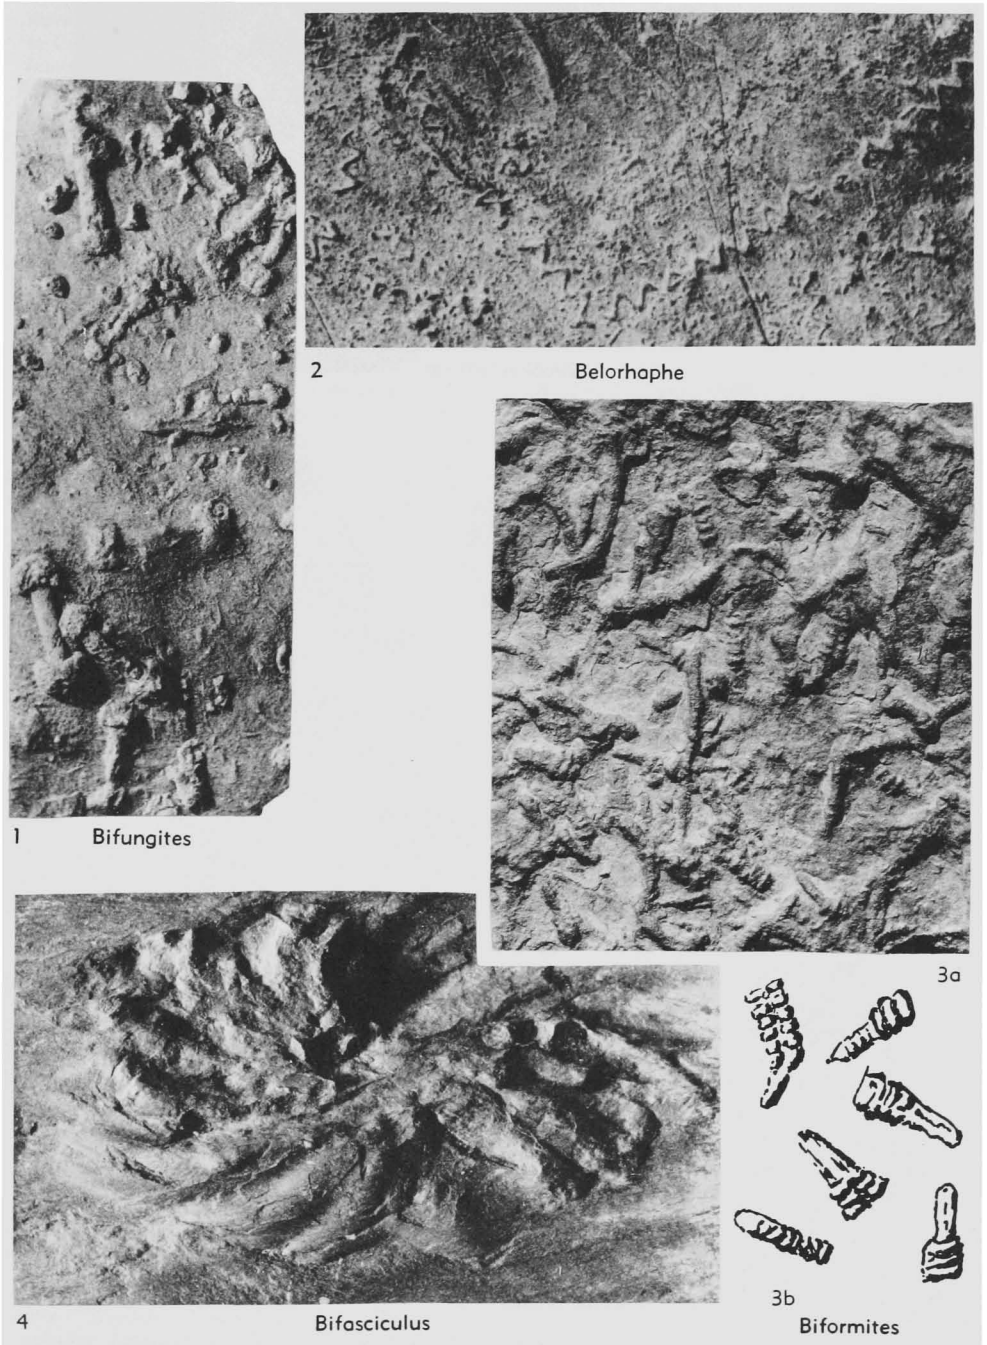 2 Belorhaphe
1 Bifungites
3a
4 Bifasciculus
3b
Biformites